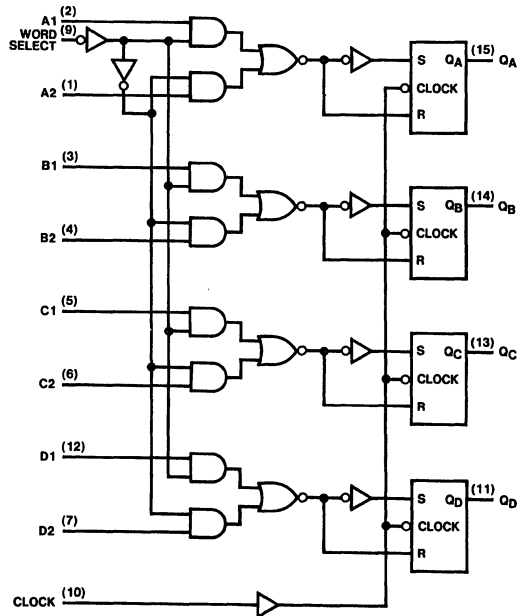 A1 (2)
WORD SELECT (9)
A2 (1)
S QA (15) QA
CLOCK
R
B1 (3)
B2 (4)
S QB (14) QB
CLOCK
R
C1 (5)
C2 (6)
S QC (13) QC
CLOCK
R
D1 (12)
D2 (7)
S QD (11) QD
CLOCK
R
CLOCK (10)